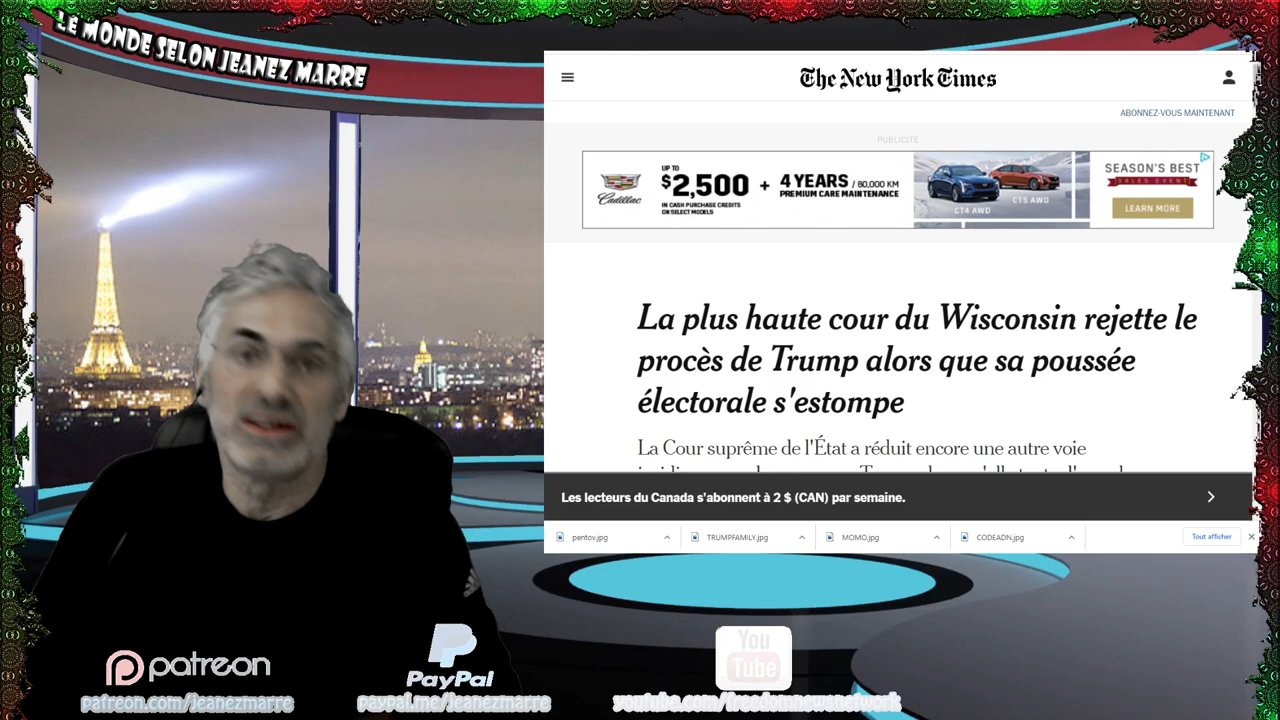 LE MONDE SELON JEANEZ MARRE
The New York Times
ABONNEZ-VOUS MAINTENANT
PUBLICITÉ
Cadillac
UP TO
$2,500
IN CASH PURCHASE CREDITS
ON SELECT MODELS
+ 4 YEARS / 80,000 KM
PREMIUM CARE MAINTENANCE
CT4 AWD
CT5 AWD
SEASON'S BEST
SALES EVENT
LEARN MORE
La plus haute cour du Wisconsin rejette le
procès de Trump alors que sa poussée
électorale s'estompe
La Cour suprême de l'État a réduit encore une autre voie
Les lecteurs du Canada s'abonnent à 2 $ (CAN) par semaine.
pentov.jpg
TRUMPFAMILY.jpg
MOMO.jpg
CODEADN.jpg
Tout afficher
patreon
patreon.com/jeanezmarre
PayPal
paypal.me/jeanezmarre
You
Tube
youtube.com/freedomnewsnetwork